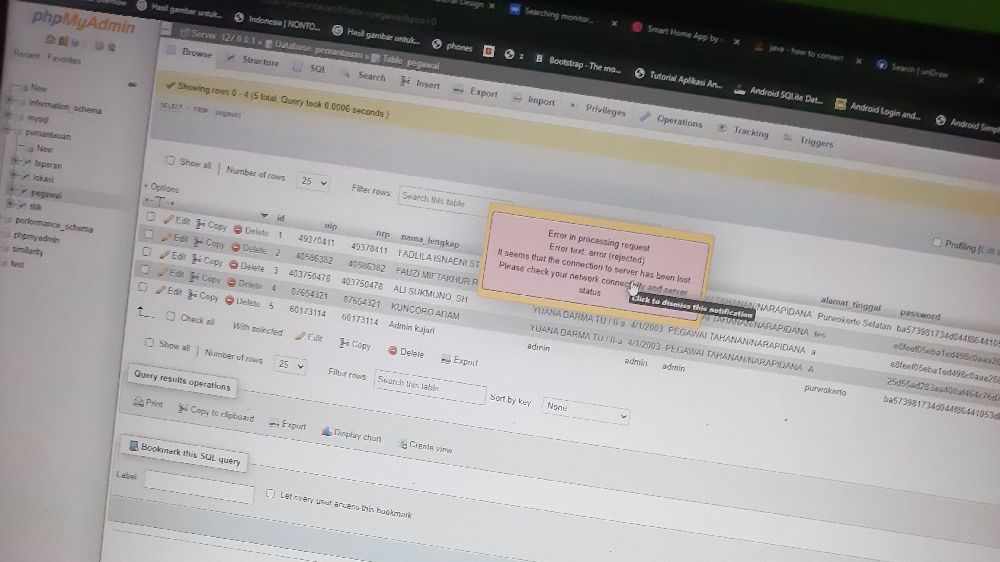 Material Design
Searching monitor...
Smart Home App by
java - how to convert
Search | unDraw
=pemantauan&table=pegawai&pos=0
Hasil gambar untuk...
Indonesia | NONTO...
Hasil gambar untuk...
phones
z
Bootstrap - The mo...
Tutorial Aplikasi An...
Android SQLite Dat...
Android Login and...
Android Simpl
phpMyAdmin
Recent Favorites
New
information_schema
mysql
pemantauan
New
laporan
lokasi
pegawai
titik
performance_schema
phpmyadmin
similarity
test
Server: 127.0.0.1 » Database: pemantauan » Table: pegawai
Browse Structure SQL Search Insert Export Import Privileges Operations Tracking Triggers
Showing rows 0 - 4 (5 total, Query took 0.0006 seconds.)
SELECT * FROM `pegawai`
Profiling [Edit
Show all | Number of rows: 25 Filter rows: Search this table
+ Options
id nip nrp nama_lengkap alamat_tinggal password
Edit Copy Delete 1 49370411 49370411 FADLILA ISNAENI ST TAHANAN/NARAPIDANA Purwokerto Selatan
Edit Copy Delete 2 40586382 40586382 FAUZI MIFTAKHUR R TAHANAN/NARAPIDANA tes
Edit Copy Delete 3 403750478 403750478 ALI SUKMONO, SH YUANA DARMA TU / II-a 4/1/2003 PEGAWAI TAHANAN/NARAPIDANA a
Edit Copy Delete 4 87654321 87654321 KUNCORO ADAM YUANA DARMA TU / II-a 4/1/2003 PEGAWAI TAHANAN/NARAPIDANA A
Edit Copy Delete 5 60173114 60173114 Admin kajari admin admin admin purwokerto
Error in processing request
Error text: error (rejected)
It seems that the connection to server has been lost.
Please check your network connectivity and server
status.
Click to dismiss this notification
Check all With selected: Edit Copy Delete Export
Show all | Number of rows: 25 Filter rows: Search this table Sort by key: None
Query results operations
Print Copy to clipboard Export Display chart Create view
Bookmark this SQL query
Label: Let every user access this bookmark